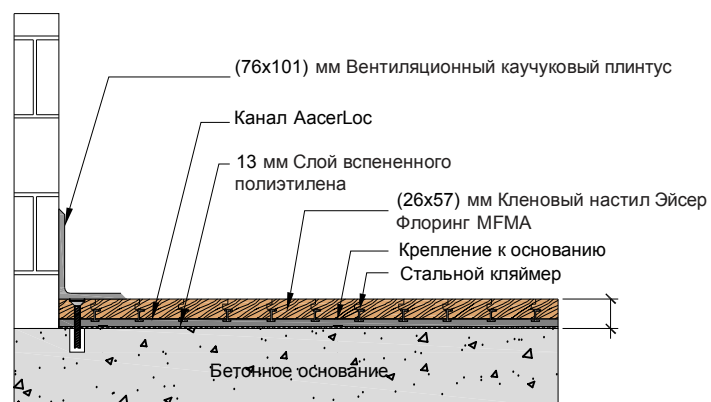 (76x101) мм Вентиляционный каучуковый плинтус
Канал AacerLoc
13 мм Слой вспененного
полиэтилена
(26x57) мм Кленовый настил Эйсер
Флоринг MFMA
Крепление к основанию
Стальной кляймер
Бетонное основание